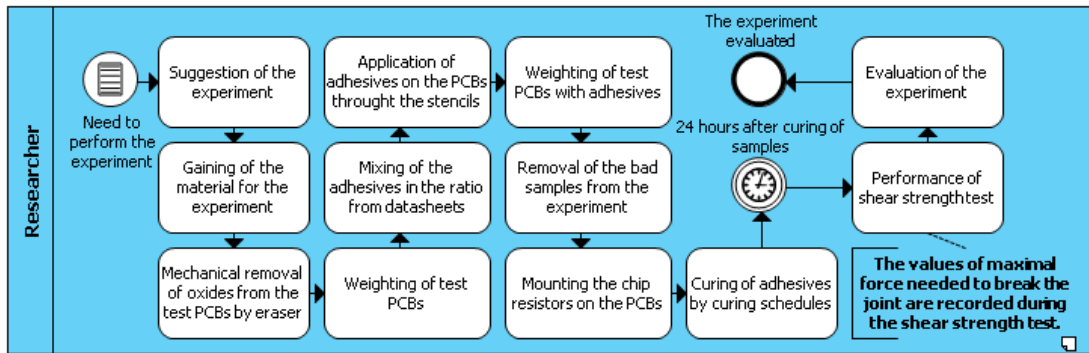 Researcher
Need to
perform the
experiment
Suggestion of the
experiment
Gaining of the
material for the
experiment
Mechanical removal
of oxides from the
test PCBs by eraser
Weighting of test
PCBs
Mixing of the
adhesives in the ratio
from datasheets
Application of
adhesives on the PCBs
throught the stencils
Weighting of test
PCBs with adhesives
Removal of the bad
samples from the
experiment
Mounting the chip
resistors on the PCBs
Curing of adhesives
by curing schedules
24 hours after curing of
samples
Performance of
shear strength test
The values of maximal
force needed to break the
joint are recorded during
the shear strength test.
Evaluation of the
experiment
The experiment
evaluated